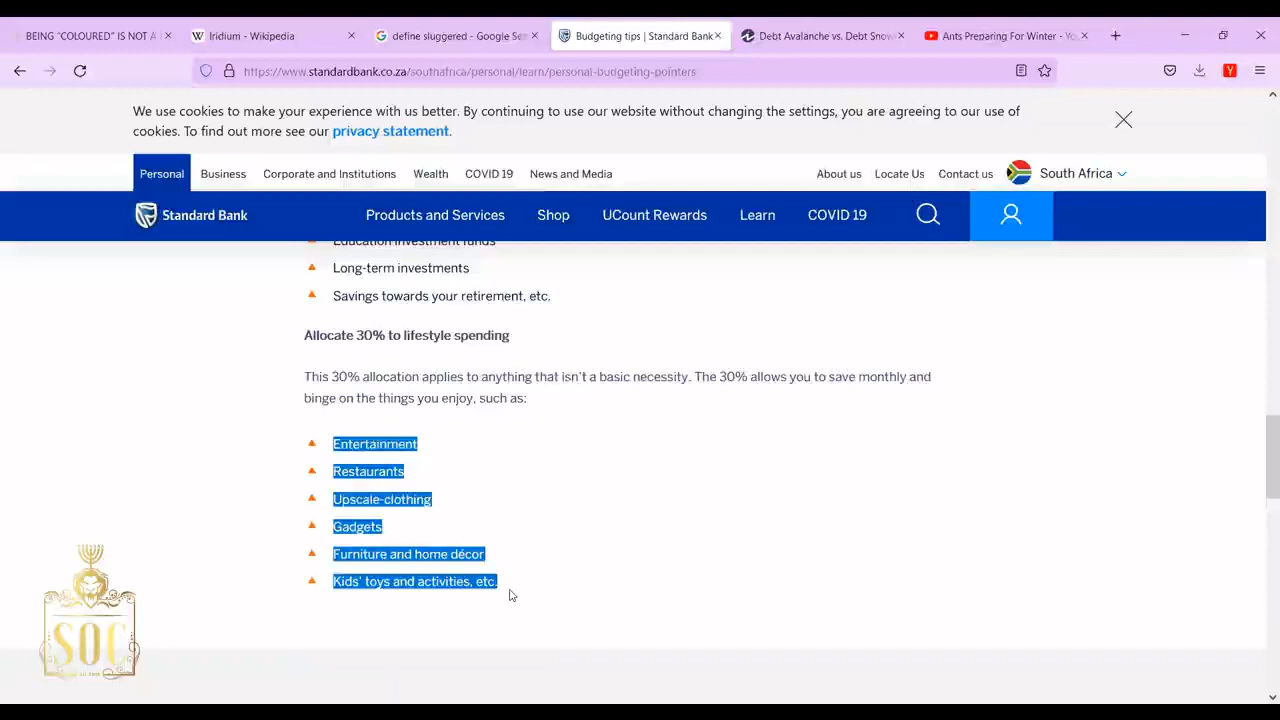 BEING "COLOURED" IS NOT A
Iridium - Wikipedia
define sluggered - Google Sea
Budgeting tips | Standard Bank
Debt Avalanche vs. Debt Snow
Ants Preparing For Winter - Yo
https://www.standardbank.co.za/southafrica/personal/learn/personal-budgeting-pointers
We use cookies to make your experience with us better. By continuing to use our website without changing the settings, you are agreeing to our use of
cookies. To find out more see our privacy statement.
Personal Business Corporate and Institutions Wealth COVID 19 News and Media About us Locate Us Contact us South Africa
Standard Bank Products and Services Shop UCount Rewards Learn COVID 19
Education investment funds
Long-term investments
Savings towards your retirement, etc.
Allocate 30% to lifestyle spending
This 30% allocation applies to anything that isn't a basic necessity. The 30% allows you to save monthly and
binge on the things you enjoy, such as:
Entertainment
Restaurants
Upscale-clothing
Gadgets
Furniture and home décor
Kids' toys and activities, etc.
SOC